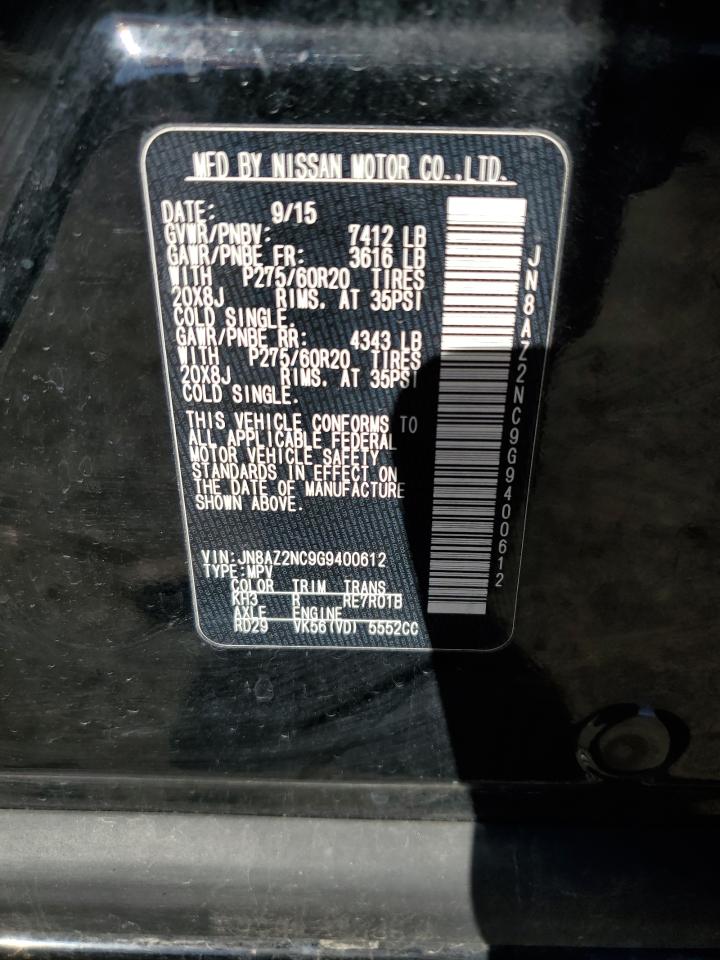 MFD BY NISSAN MOTOR CO.,LTD.
DATE: 9/15
GVWR/PNBV: 7412 LB
GAWR/PNBE FR: 3616 LB
WITH P275/60R20 TIRES
20X8J RIMS. AT 35PSI
COLD SINGLE.
GAWR/PNBE RR: 4343 LB
WITH P275/60R20 TIRES
20X8J RIMS. AT 35PSI
COLD SINGLE.
THIS VEHICLE CONFORMS TO
ALL APPLICABLE FEDERAL
MOTOR VEHICLE SAFETY
STANDARDS IN EFFECT ON
THE DATE OF MANUFACTURE
SHOWN ABOVE.
VIN:JN8AZ2NC9G9400612
TYPE:MPV
COLOR TRIM TRANS
KH3 R RE7R01B
AXLE ENGINE
RD29 VK56(VD) 5552CC
JN8AZ2NC9G9400612